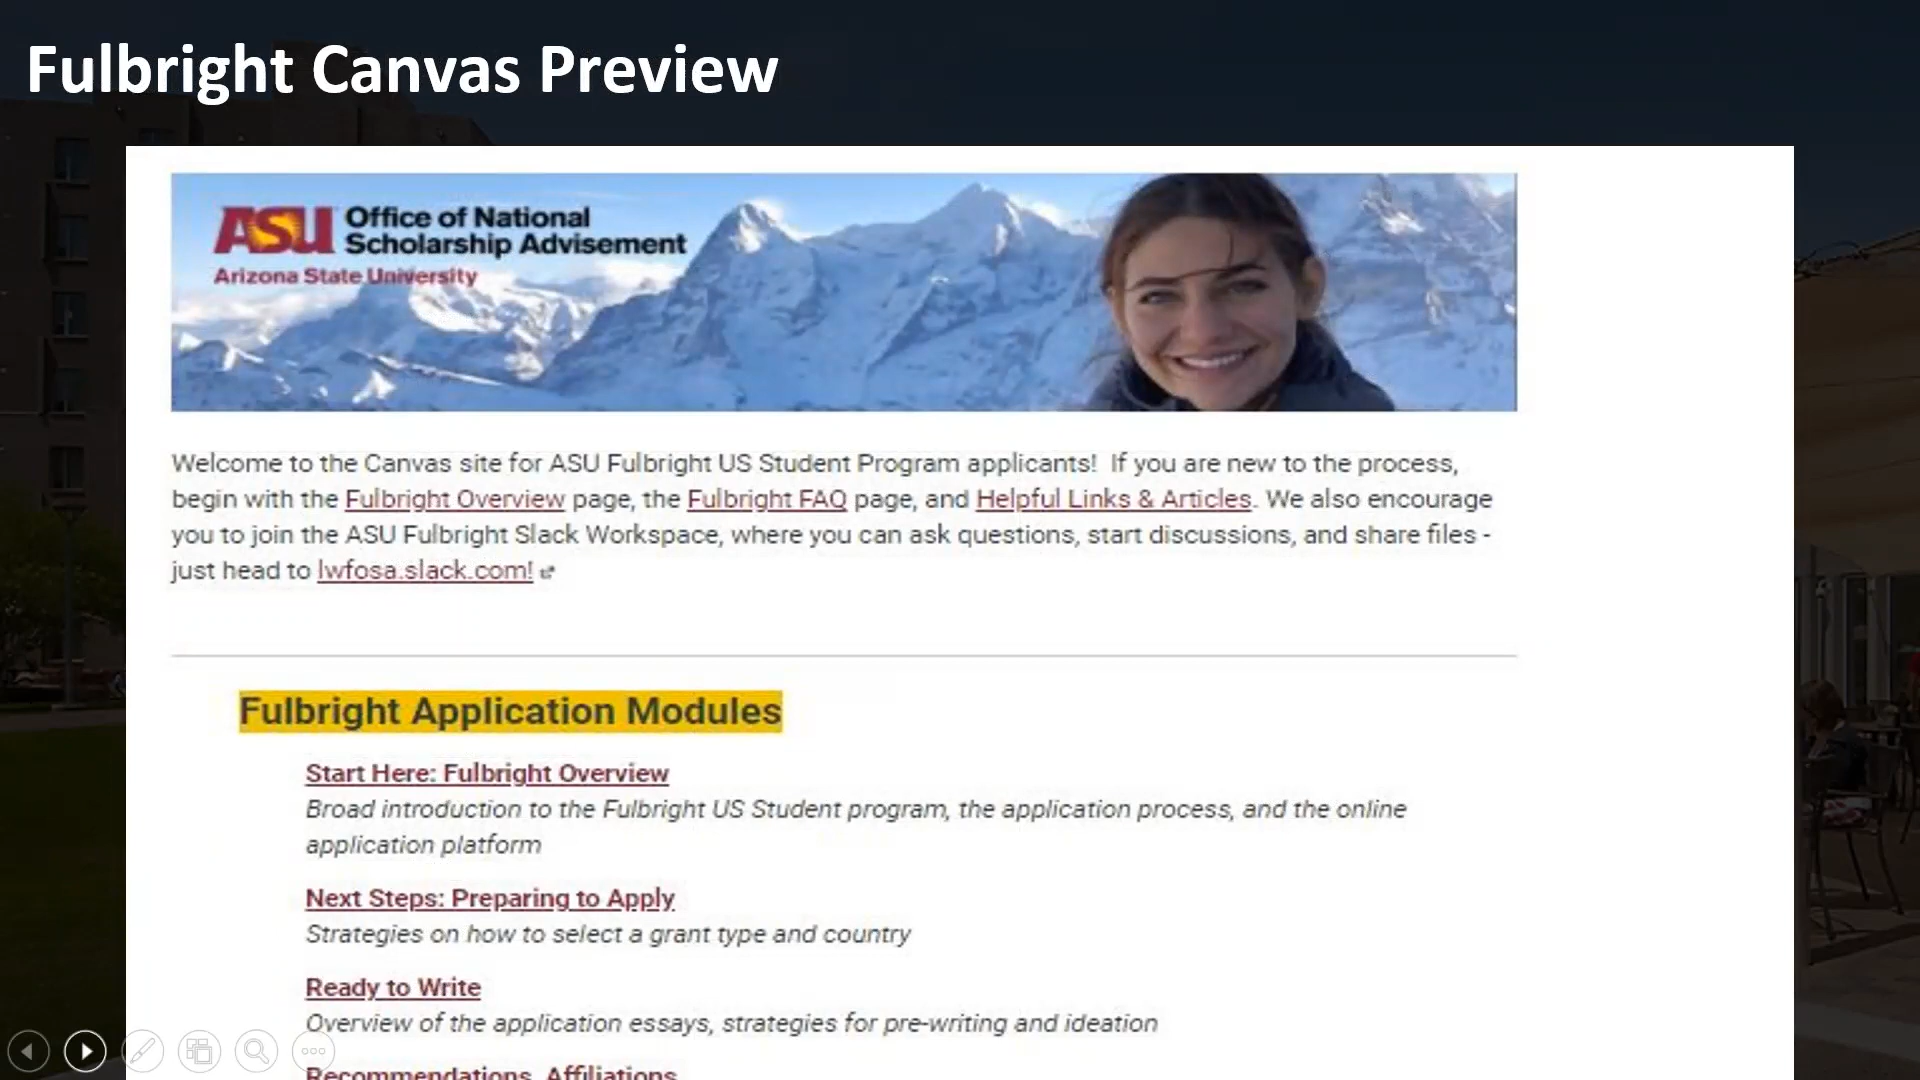 Fulbright Canvas Preview
ASU Office of National
Scholarship Advisement
Arizona State University
Welcome to the Canvas site for ASU Fulbright US Student Program applicants! If you are new to the process,
begin with the Fulbright Overview page, the Fulbright FAQ page, and Helpful Links & Articles. We also encourage
you to join the ASU Fulbright Slack Workspace, where you can ask questions, start discussions, and share files -
just head to lwfosa.slack.com!
Fulbright Application Modules
Start Here: Fulbright Overview
Broad introduction to the Fulbright US Student program, the application process, and the online
application platform
Next Steps: Preparing to Apply
Strategies on how to select a grant type and country
Ready to Write
Overview of the application essays, strategies for pre-writing and ideation
Recommendations, Affiliations